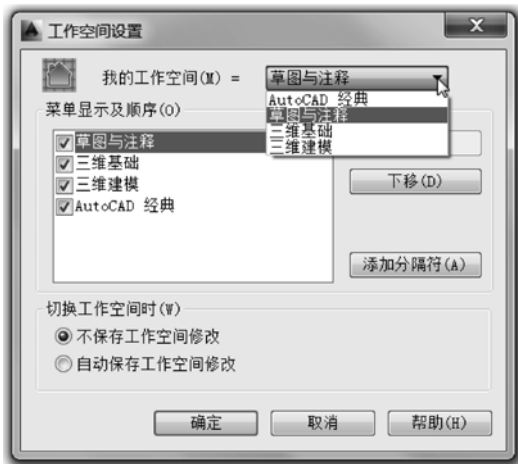 工作空间设置
我的工作空间(M) = 草图与注释
AutoCAD 经典
草图与注释
三维基础
三维建模
菜单显示及顺序(O)
草图与注释
三维基础
三维建模
AutoCAD 经典
下移(D)
添加分隔符(A)
切换工作空间时(W)
不保存工作空间修改
自动保存工作空间修改
确定
取消
帮助(H)